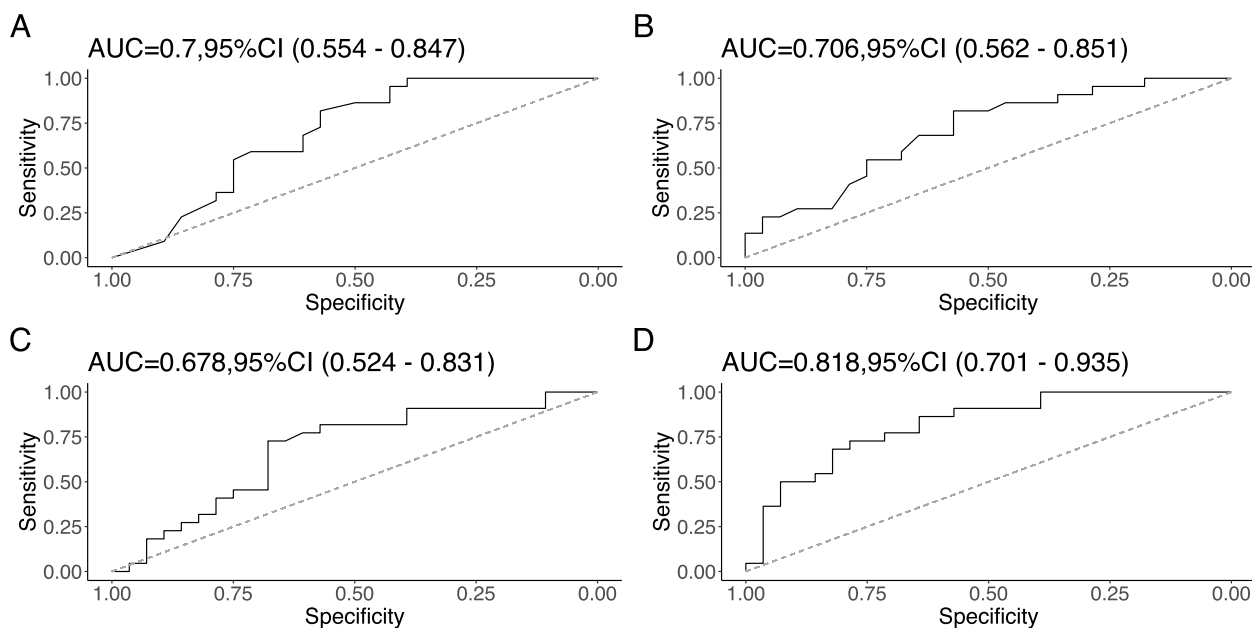 A
AUC=0.7,95%CI (0.554 - 0.847)
1.00
0.75
0.50
0.25
0.00
Sensitivity
1.00 0.75 0.50 0.25 0.00
Specificity
B
AUC=0.706,95%CI (0.562 - 0.851)
1.00
0.75
0.50
0.25
0.00
Sensitivity
1.00 0.75 0.50 0.25 0.00
Specificity
C
AUC=0.678,95%CI (0.524 - 0.831)
1.00
0.75
0.50
0.25
0.00
Sensitivity
1.00 0.75 0.50 0.25 0.00
Specificity
D
AUC=0.818,95%CI (0.701 - 0.935)
1.00
0.75
0.50
0.25
0.00
Sensitivity
1.00 0.75 0.50 0.25 0.00
Specificity